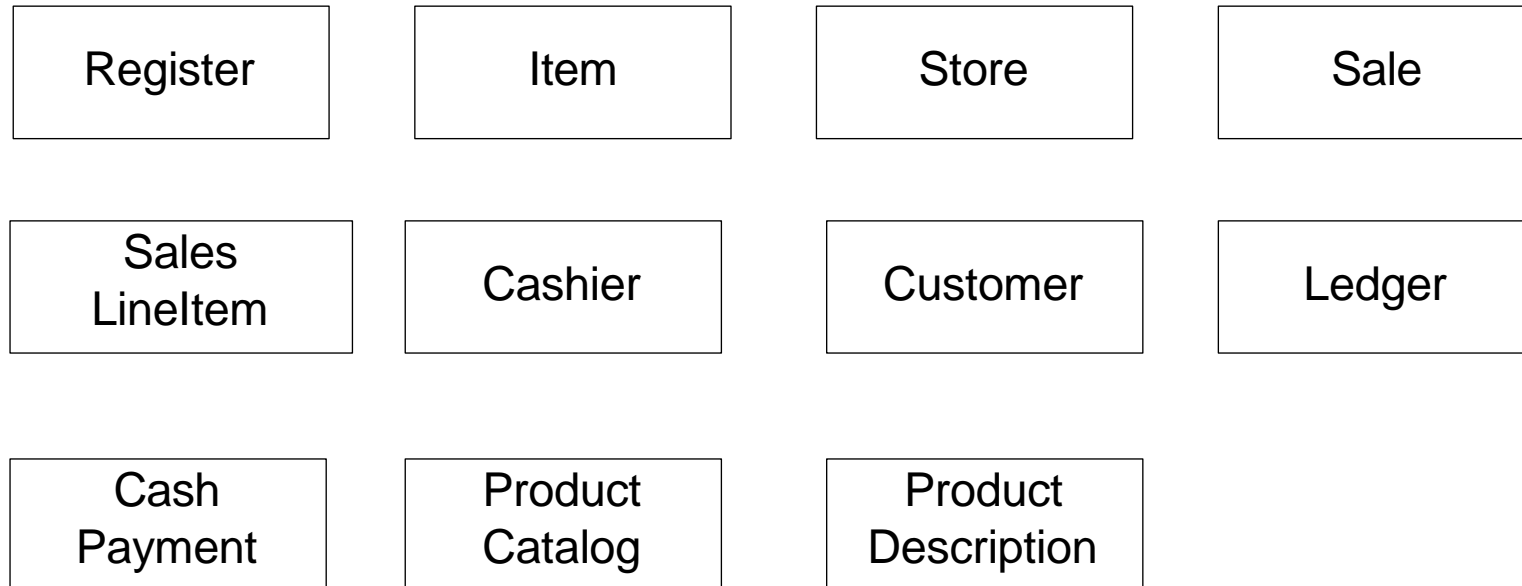 Register
Item
Store
Sale
Sales
LineItem
Cashier
Customer
Ledger
Cash
Payment
Product
Catalog
Product
Description